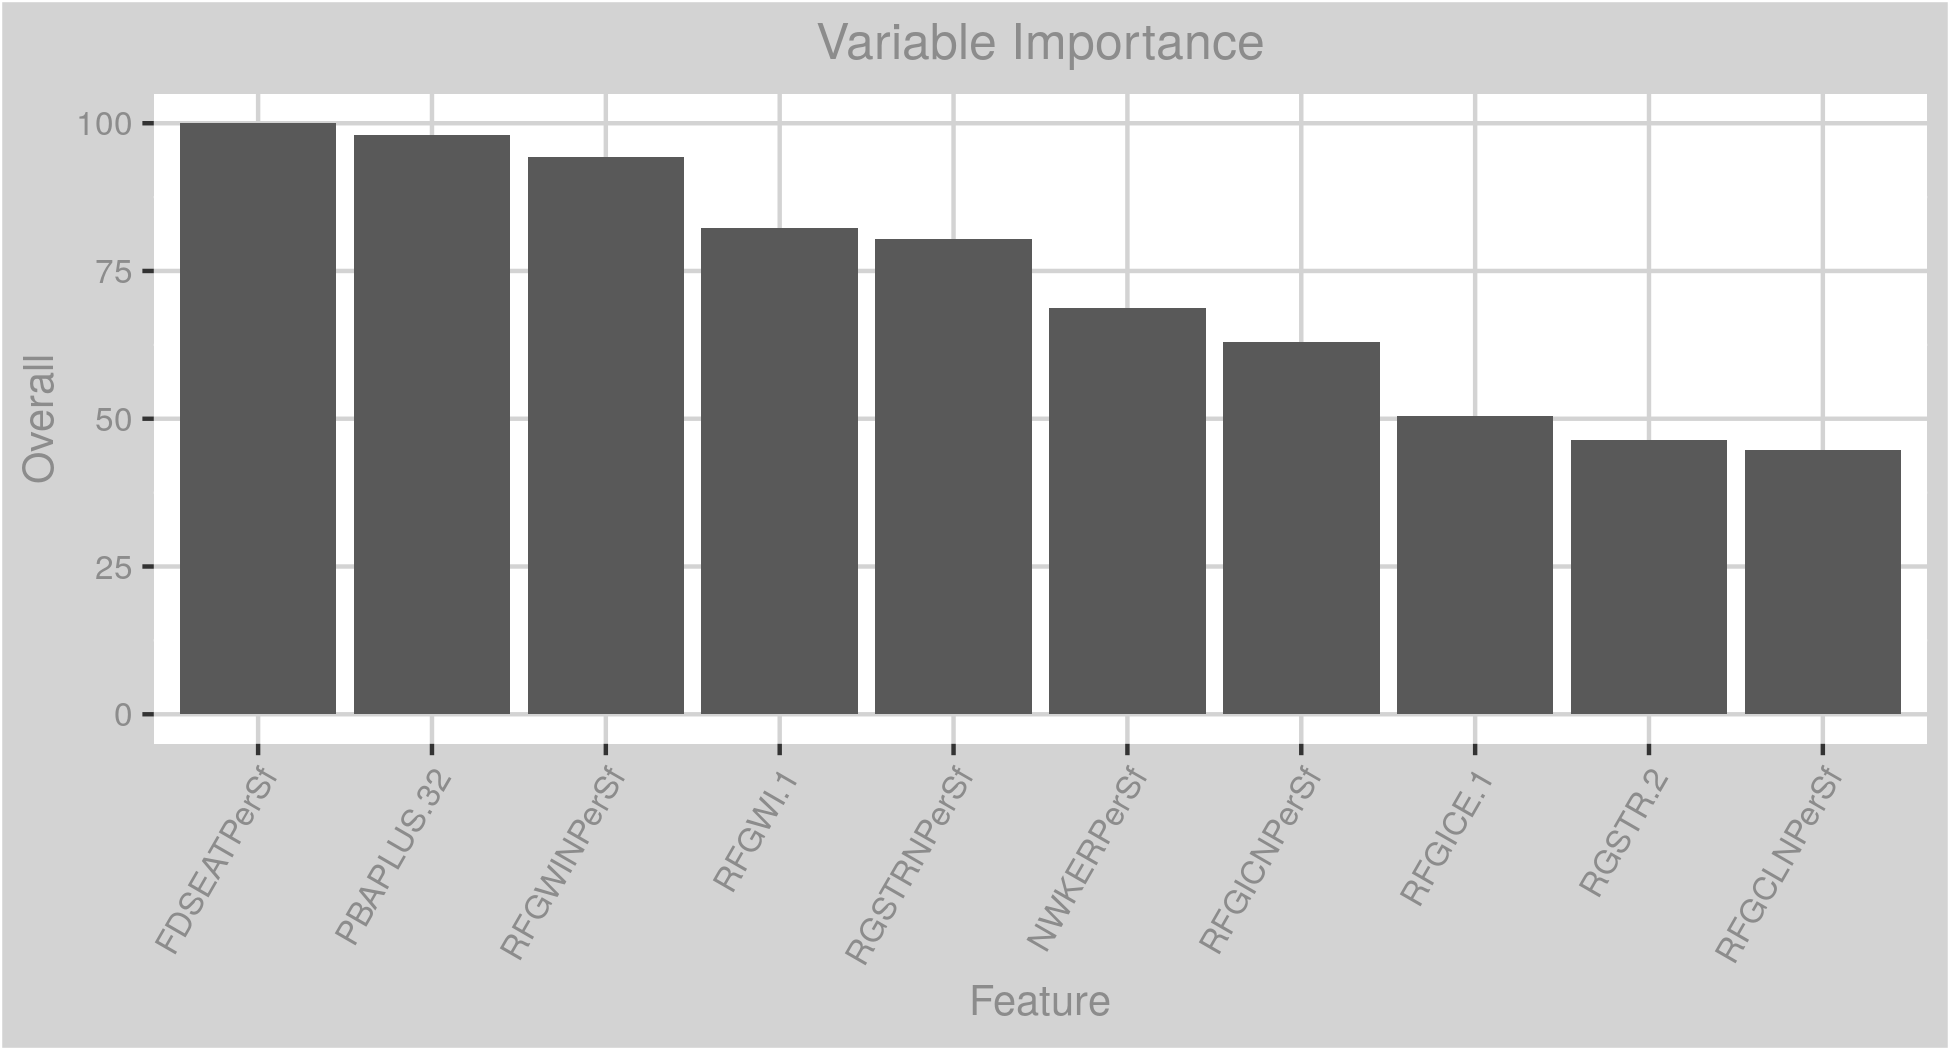 Variable Importance
Overall
100
75
50
25
0
FDSEATPerSf
PBAPLUS.32
RFGWINPerSf
RFGWI.1
RGSTRNPerSf
NWKERPerSf
RFGICNPerSf
RFGICE.1
RGSTR.2
RFGCLNPerSf
Feature